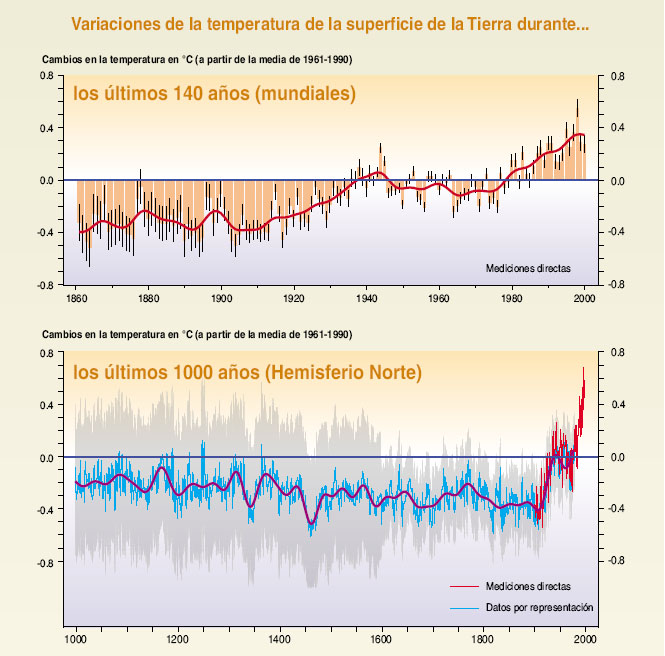 Variaciones de la temperatura de la superficie de la Tierra durante...
Cambios en la temperatura en °C (a partir de la media de 1961-1990)
los últimos 140 años (mundiales)
0.8 0.8
0.4 0.4
0.0 0.0
-0.4 -0.4
-0.8 -0.8
Mediciones directas
1860 1880 1900 1920 1940 1960 1980 2000
Cambios en la temperatura en °C (a partir de la media de 1961-1990)
los últimos 1000 años (Hemisferio Norte)
0.8 0.8
0.4 0.4
0.0 0.0
-0.4 -0.4
-0.8 -0.8
Mediciones directas
Datos por representación
1000 1200 1400 1600 1800 2000